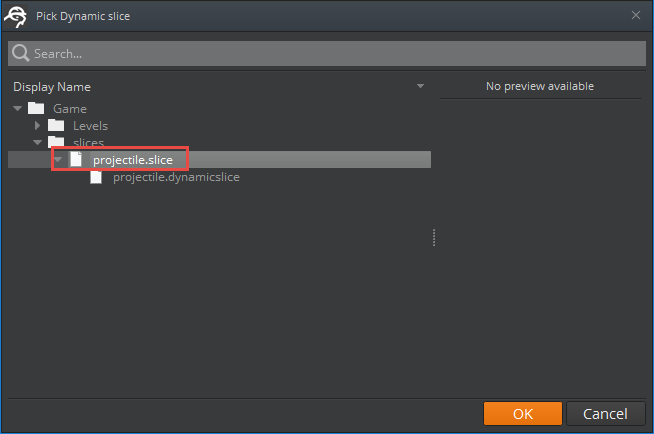 Pick Dynamic slice
Search...
Display Name
No preview available
Game
Levels
slices
projectile.slice
projectile.dynamicslice
OK
Cancel